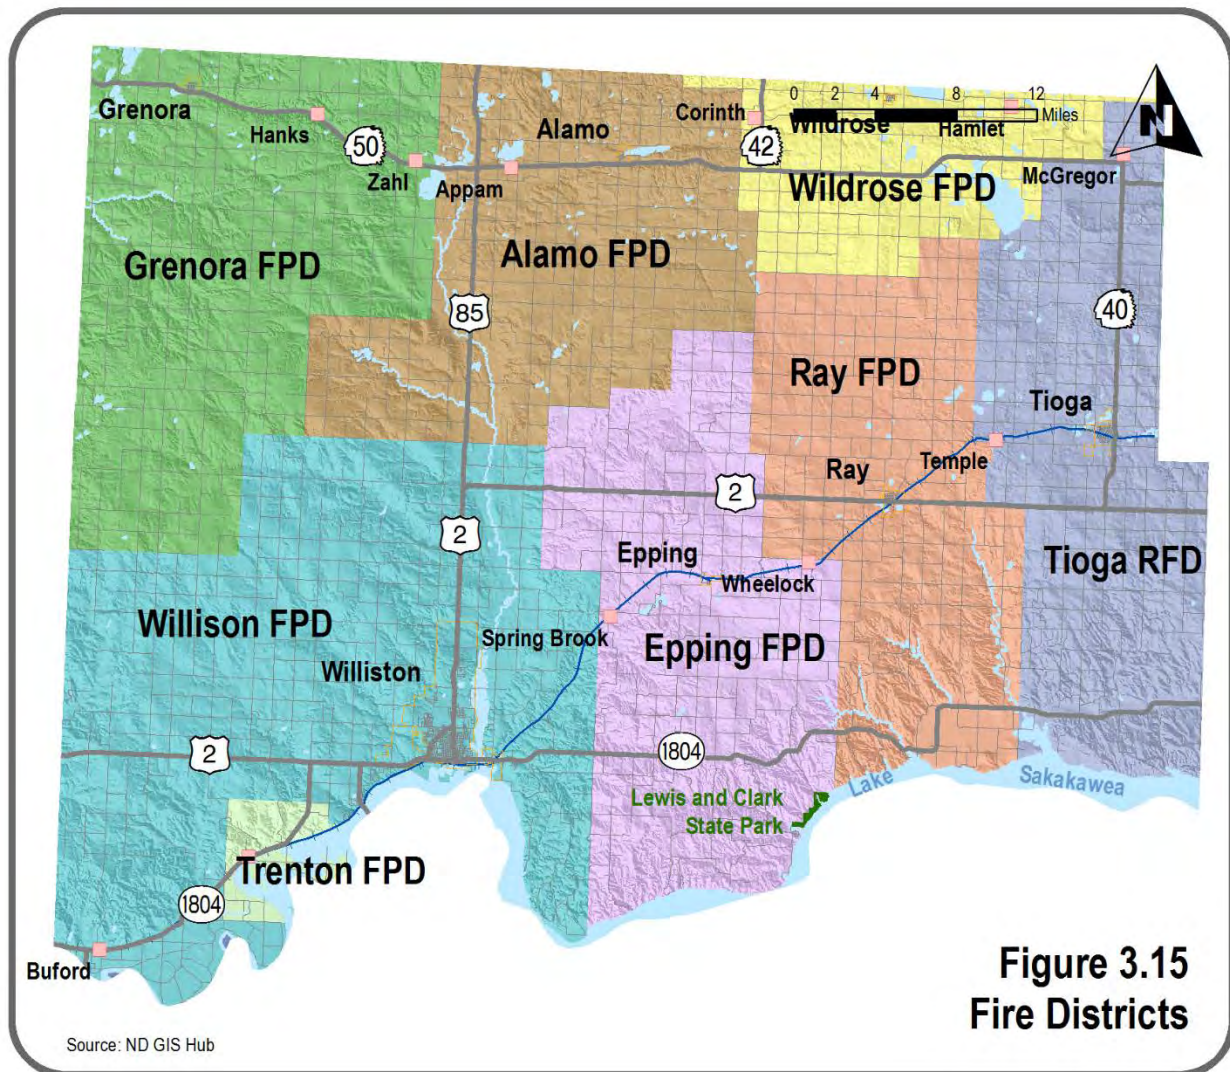 Grenora
Hanks
50
Zahl
Appam
Alamo
Corinth
42
0 2 4 8 12
Miles
Wildrose
Hamlet
N
McGregor
Wildrose FPD
Grenora FPD
Alamo FPD
85
40
Ray FPD
Tioga
Ray
Temple
2
2
Epping
Wheelock
Tioga RFD
Willison FPD
Spring Brook
Epping FPD
Williston
2
1804
Lewis and Clark
State Park
Lake
Sakakawea
Trenton FPD
1804
Buford
Figure 3.15
Fire Districts
Source: ND GIS Hub